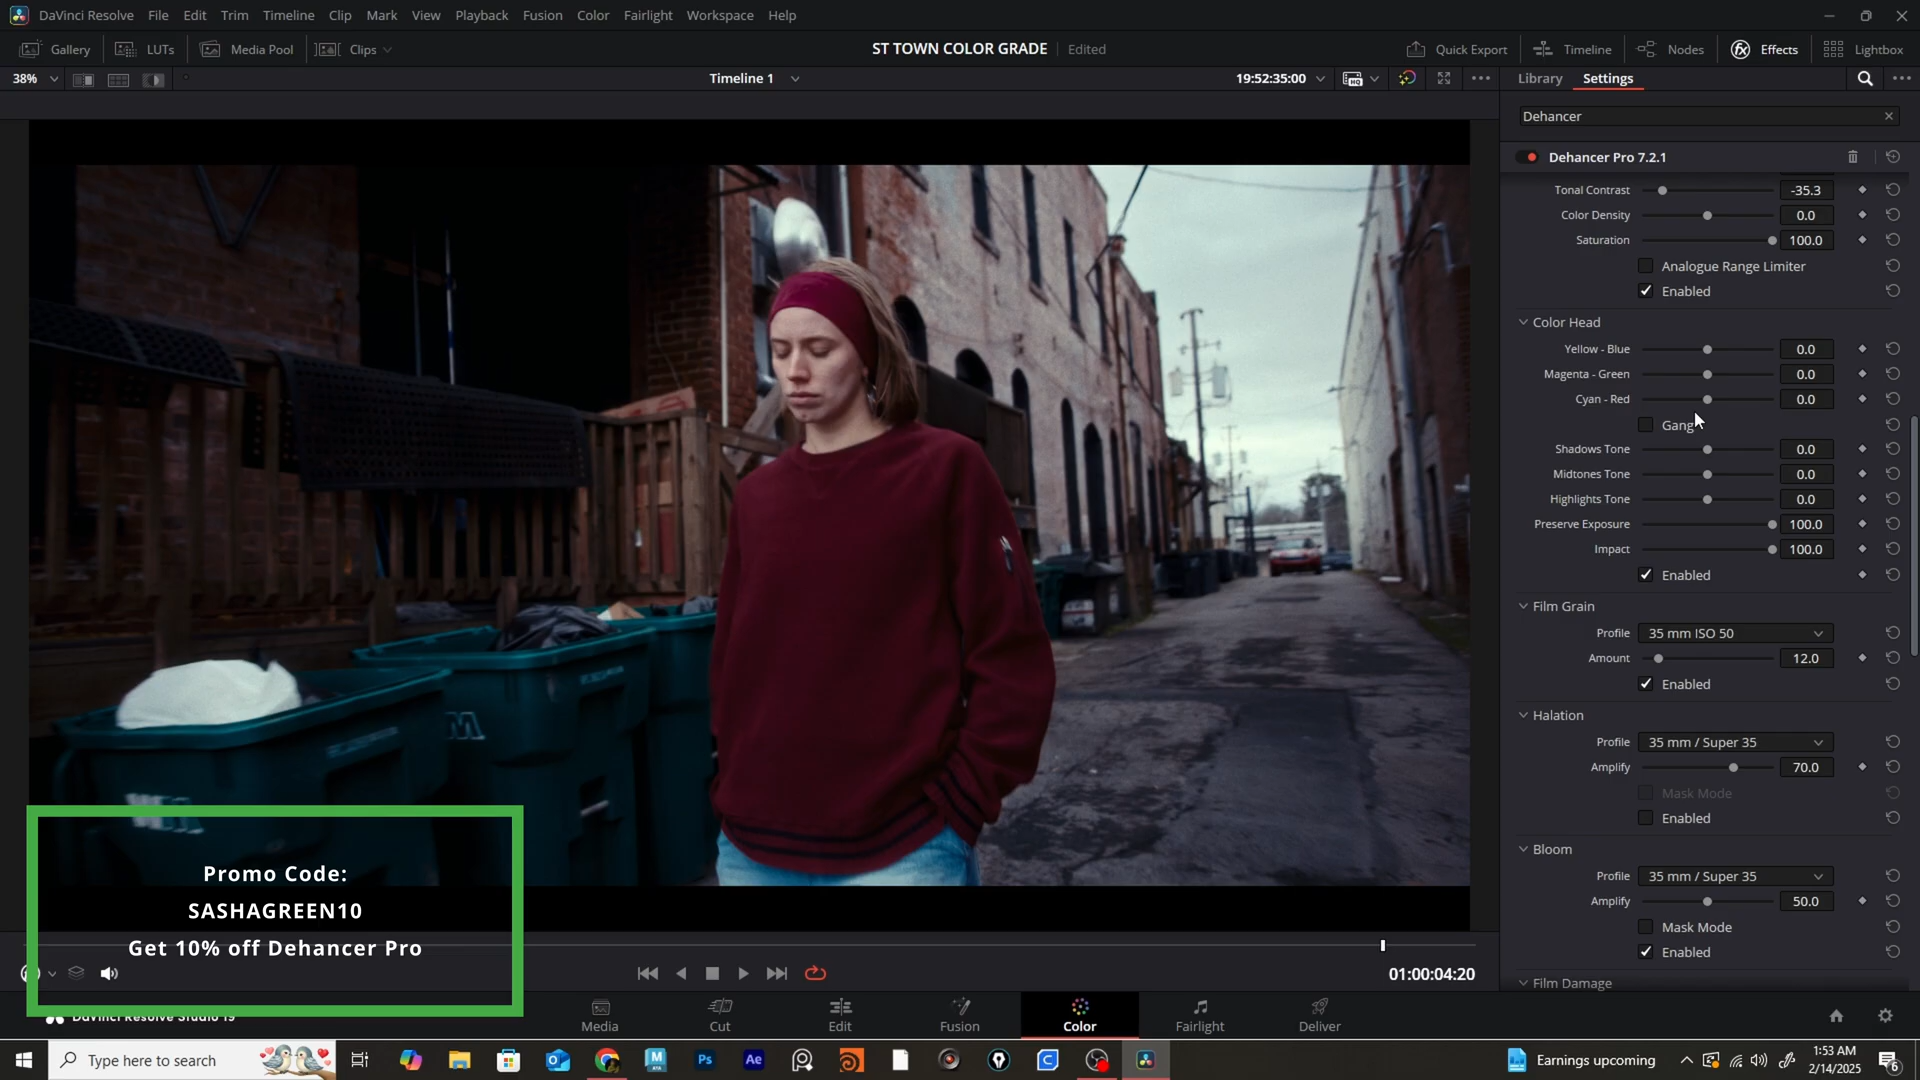 DaVinci Resolve File Edit Trim Timeline Clip Mark View Playback Fusion Color Fairlight Workspace Help
Gallery LUTs Media Pool Clips ST TOWN COLOR GRADE Edited Quick Export Timeline Nodes Effects Lightbox
38% Timeline 1 19:52:35:00 Library Settings
Dehancer
Dehancer Pro 7.2.1
Tonal Contrast -35.3
Color Density 0.0
Saturation 100.0
Analogue Range Limiter
Enabled
Color Head
Yellow - Blue 0.0
Magenta - Green 0.0
Cyan - Red 0.0
Gang
Shadows Tone 0.0
Midtones Tone 0.0
Highlights Tone 0.0
Preserve Exposure 100.0
Impact 100.0
Enabled
Film Grain
Profile 35 mm ISO 50
Amount 12.0
Enabled
Halation
Profile 35 mm / Super 35
Amplify 70.0
Mask Mode
Enabled
Bloom
Profile 35 mm / Super 35
Amplify 50.0
Mask Mode
Enabled
Film Damage
Promo Code:
SASHAGREEN10
Get 10% off Dehancer Pro
01:00:04:20
DaVinci Resolve Studio 19
Media Cut Edit Fusion Color Fairlight Deliver
Type here to search
Earnings upcoming
1:53 AM
2/14/2025
6